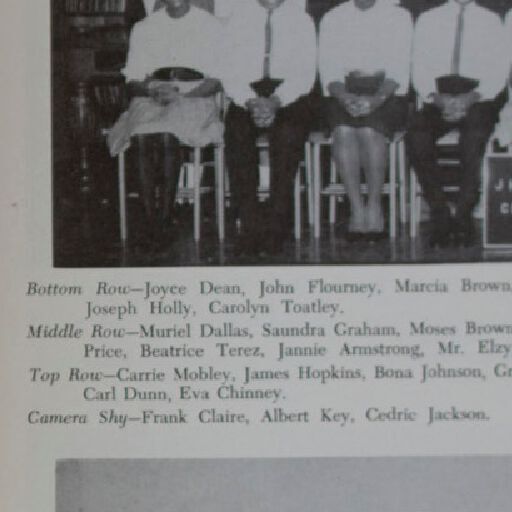 Bottom Row—Joyce Dean, John Flourney, Marcia Brown,
Joseph Holly, Carolyn Toatley.
Middle Row—Muriel Dallas, Saundra Graham, Moses Brown
Price, Beatrice Terez, Jannie Armstrong, Mr. Elzy
Top Row—Carrie Mobley, James Hopkins, Bona Johnson, Gr
Carl Dunn, Eva Chinney.
Camera Shy—Frank Claire, Albert Key, Cedric Jackson.